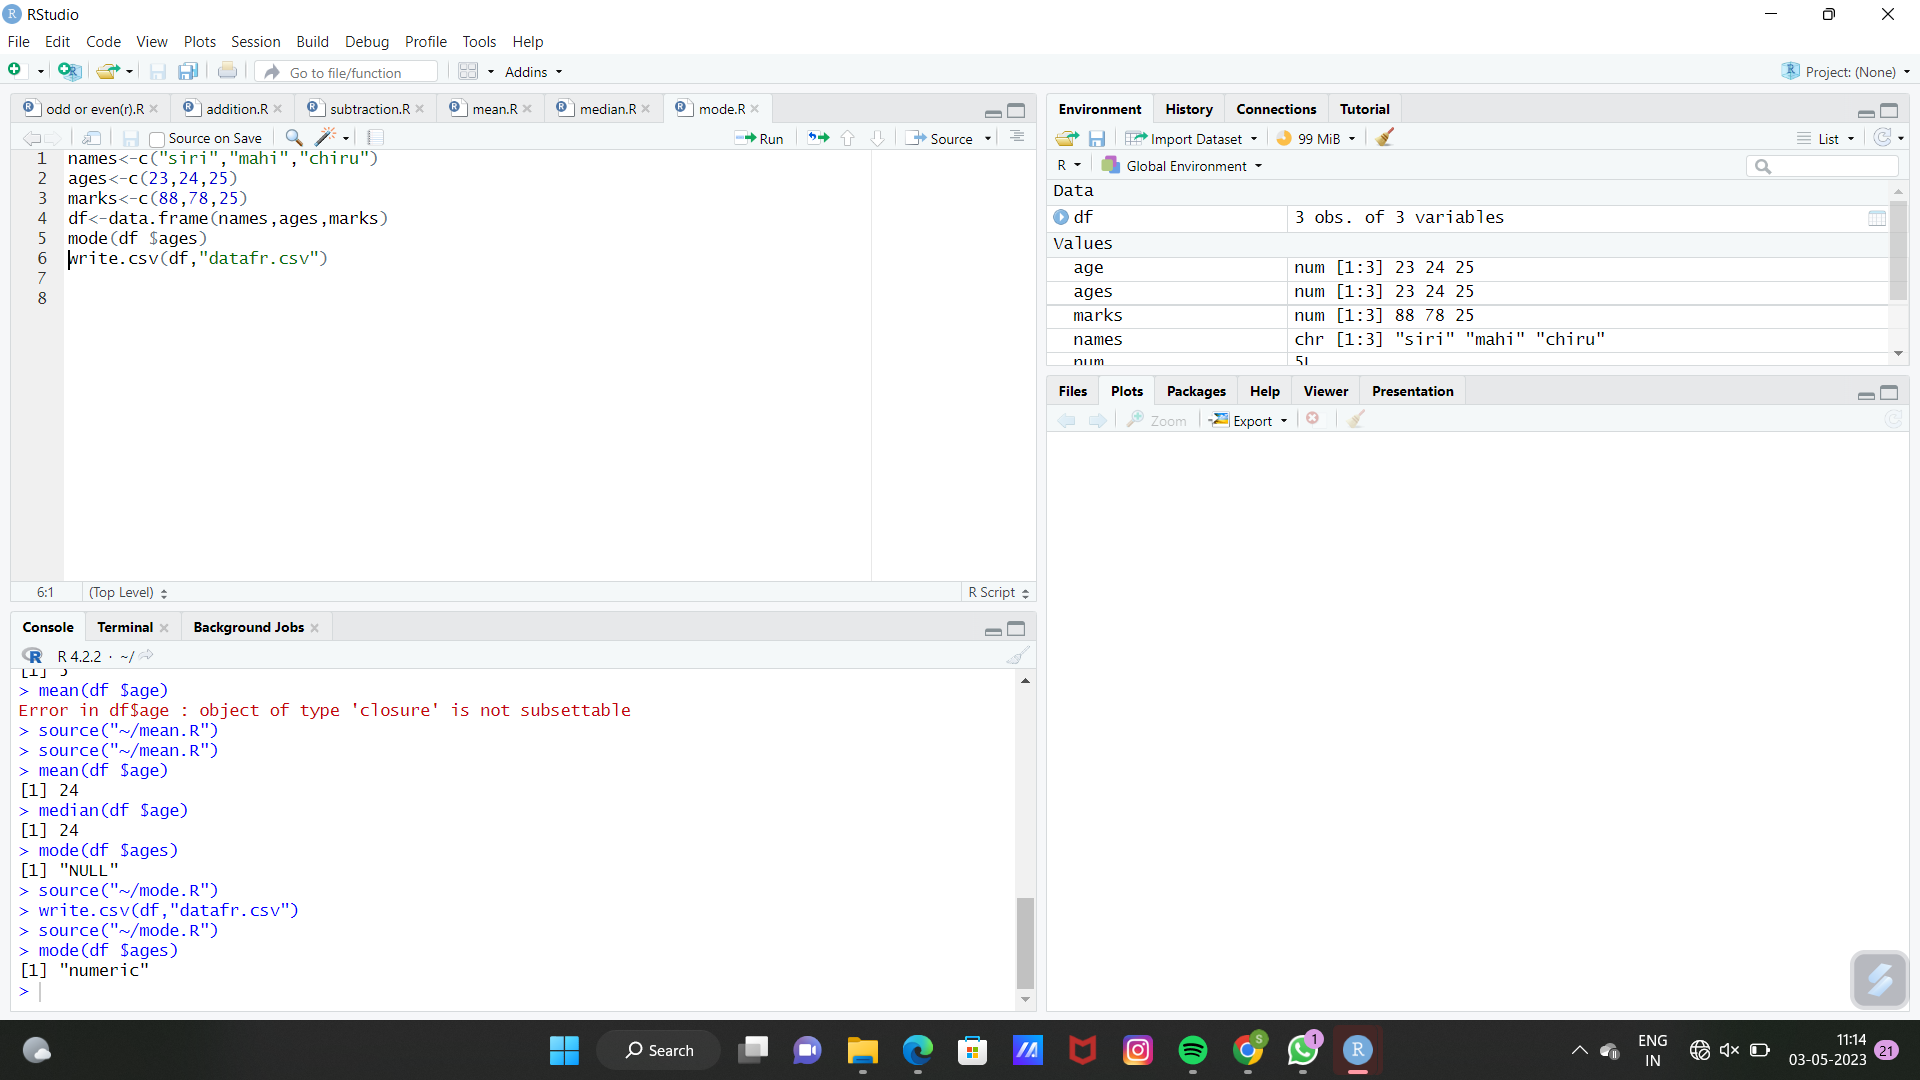 RStudio
File Edit Code View Plots Session Build Debug Profile Tools Help
Go to file/function Addins Project: (None)
odd or even(r).R addition.R subtraction.R mean.R median.R mode.R
Source on Save Run Source
1 names<-c("siri","mahi","chiru")
2 ages<-c(23,24,25)
3 marks<-c(88,78,25)
4 df<-data.frame(names,ages,marks)
5 mode(df $ages)
6 write.csv(df,"datafr.csv")
7
8
6:1 (Top Level) R Script
Console Terminal Background Jobs
R 4.2.2 · ~/
[1] 5
> mean(df $age)
Error in df$age : object of type 'closure' is not subsettable
> source("~/mean.R")
> source("~/mean.R")
> mean(df $age)
[1] 24
> median(df $age)
[1] 24
> mode(df $ages)
[1] "NULL"
> source("~/mode.R")
> write.csv(df,"datafr.csv")
> source("~/mode.R")
> mode(df $ages)
[1] "numeric"
>
Environment History Connections Tutorial
Import Dataset 99 MiB List
R Global Environment
Data
df 3 obs. of 3 variables
Values
age num [1:3] 23 24 25
ages num [1:3] 23 24 25
marks num [1:3] 88 78 25
names chr [1:3] "siri" "mahi" "chiru"
num 5L
Files Plots Packages Help Viewer Presentation
Zoom Export
Search
S
1
R
ENG
IN
11:14
03-05-2023
21